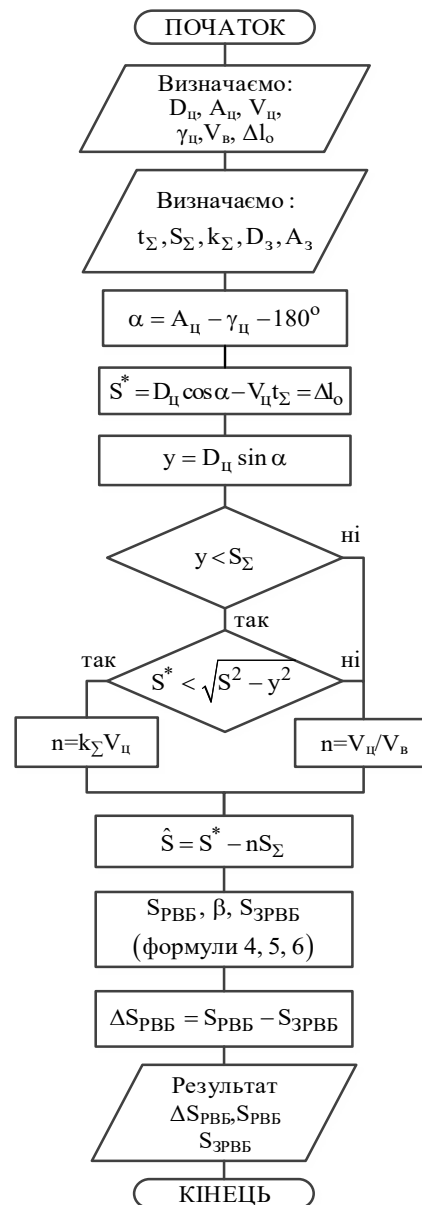 ПОЧАТОК
Визначаємо:
Dц, Aц, Vц,
γц,Vв, Δlо
Визначаємо :
tΣ,SΣ,kΣ,Dз,Aз
α = Aц − γц −180°
S* = Dц cos α − Vц tΣ = Δlо
y = Dц sin α
y < SΣ
ні
так
так
S* < √S² − y²
ні
n=kΣVц
n=Vц/Vв
Ŝ = S* − nSΣ
SРВБ, β, SЗРВБ
(формули 4, 5, 6)
ΔSРВБ = SРВБ − SЗРВБ
Результат
ΔSРВБ,SРВБ
SЗРВБ
КІНЕЦЬ